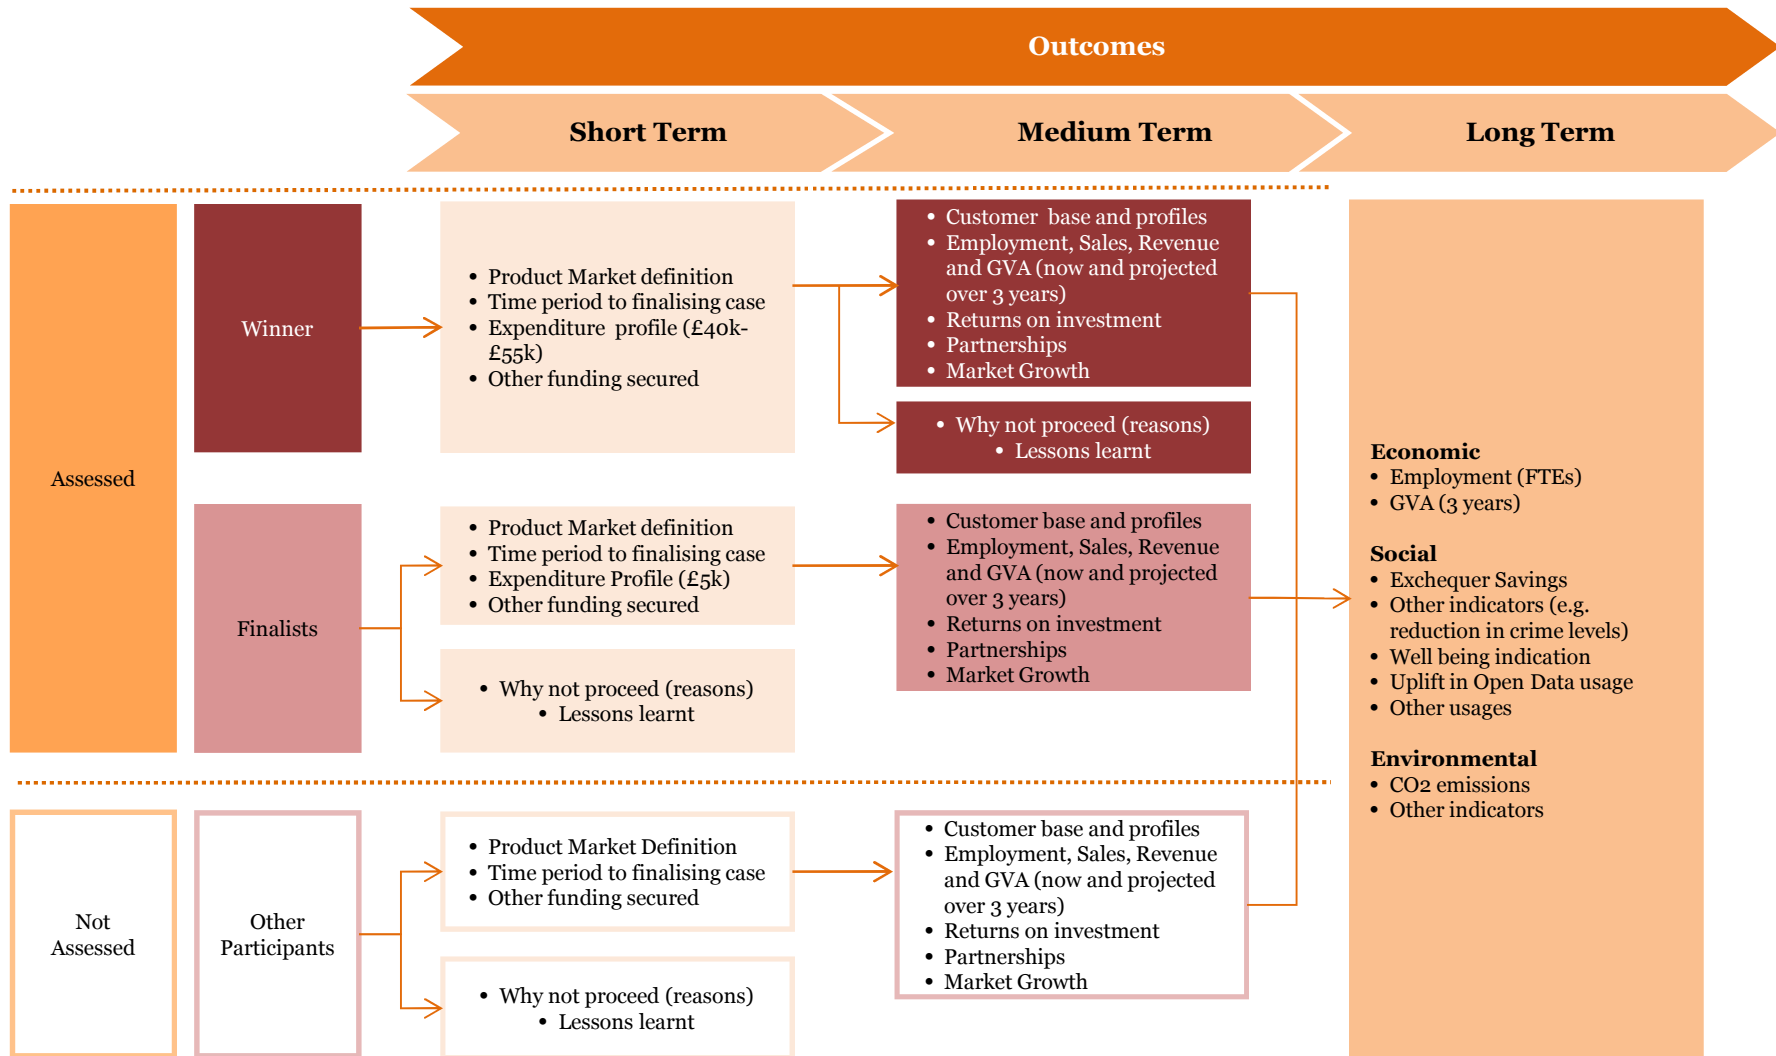 Outcomes
Short Term
Medium Term
Long Term
Assessed
Winner
• Product Market definition
• Time period to finalising case
• Expenditure profile (£40k-
£55k)
• Other funding secured
• Customer base and profiles
• Employment, Sales, Revenue
and GVA (now and projected
over 3 years)
• Returns on investment
• Partnerships
• Market Growth
• Why not proceed (reasons)
• Lessons learnt
Finalists
• Product Market definition
• Time period to finalising case
• Expenditure Profile (£5k)
• Other funding secured
• Why not proceed (reasons)
• Lessons learnt
• Customer base and profiles
• Employment, Sales, Revenue
and GVA (now and projected
over 3 years)
• Returns on investment
• Partnerships
• Market Growth
Not
Assessed
Other
Participants
• Product Market Definition
• Time period to finalising case
• Other funding secured
• Why not proceed (reasons)
• Lessons learnt
• Customer base and profiles
• Employment, Sales, Revenue
and GVA (now and projected
over 3 years)
• Returns on investment
• Partnerships
• Market Growth
Economic
• Employment (FTEs)
• GVA (3 years)
Social
• Exchequer Savings
• Other indicators (e.g.
reduction in crime levels)
• Well being indication
• Uplift in Open Data usage
• Other usages
Environmental
• CO2 emissions
• Other indicators